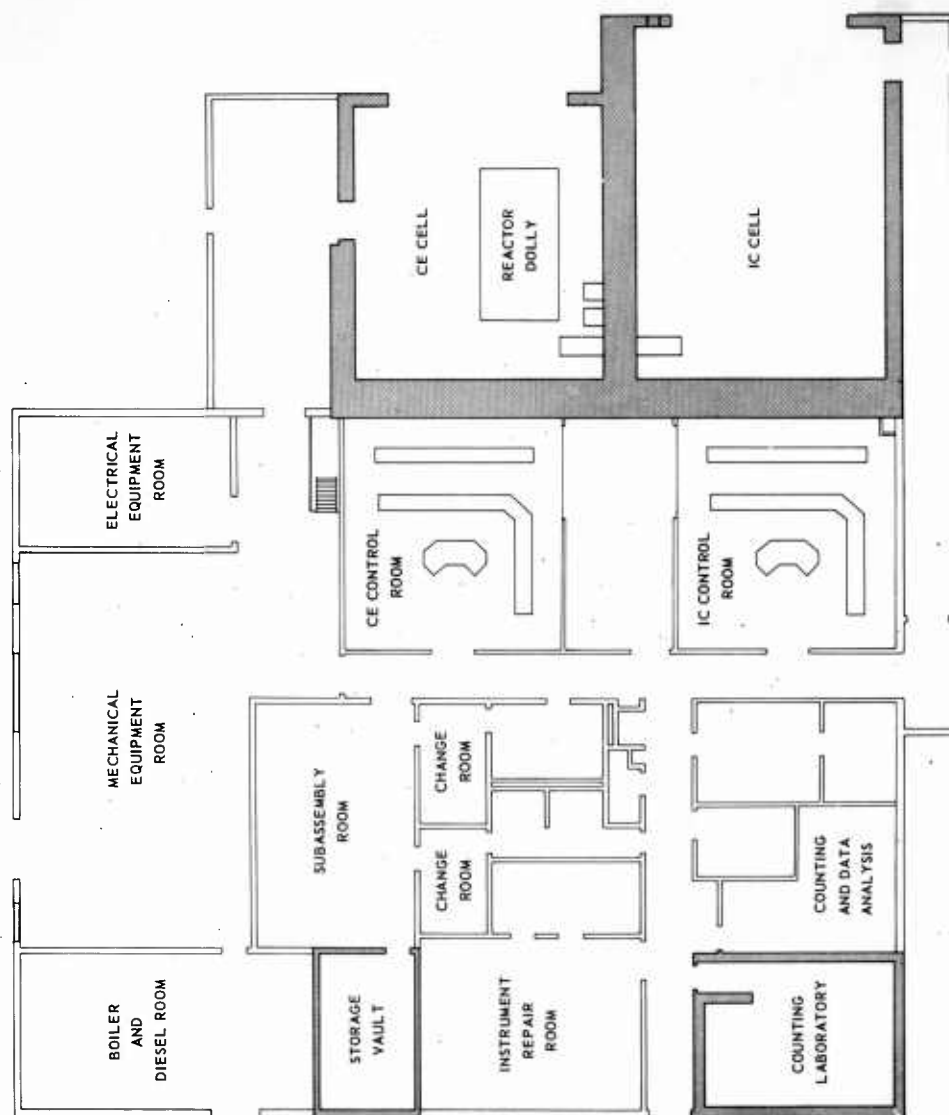 ELECTRICAL
EQUIPMENT
ROOM
MECHANICAL
EQUIPMENT
ROOM
BOILER
AND
DIESEL ROOM
CE CELL
REACTOR
DOLLY
IC CELL
CE CONTROL
ROOM
IC CONTROL
ROOM
SUBASSEMBLY
ROOM
CHANGE
ROOM
CHANGE
ROOM
STORAGE
VAULT
INSTRUMENT
REPAIR
ROOM
COUNTING
AND DATA
ANALYSIS
COUNTING
LABORATORY